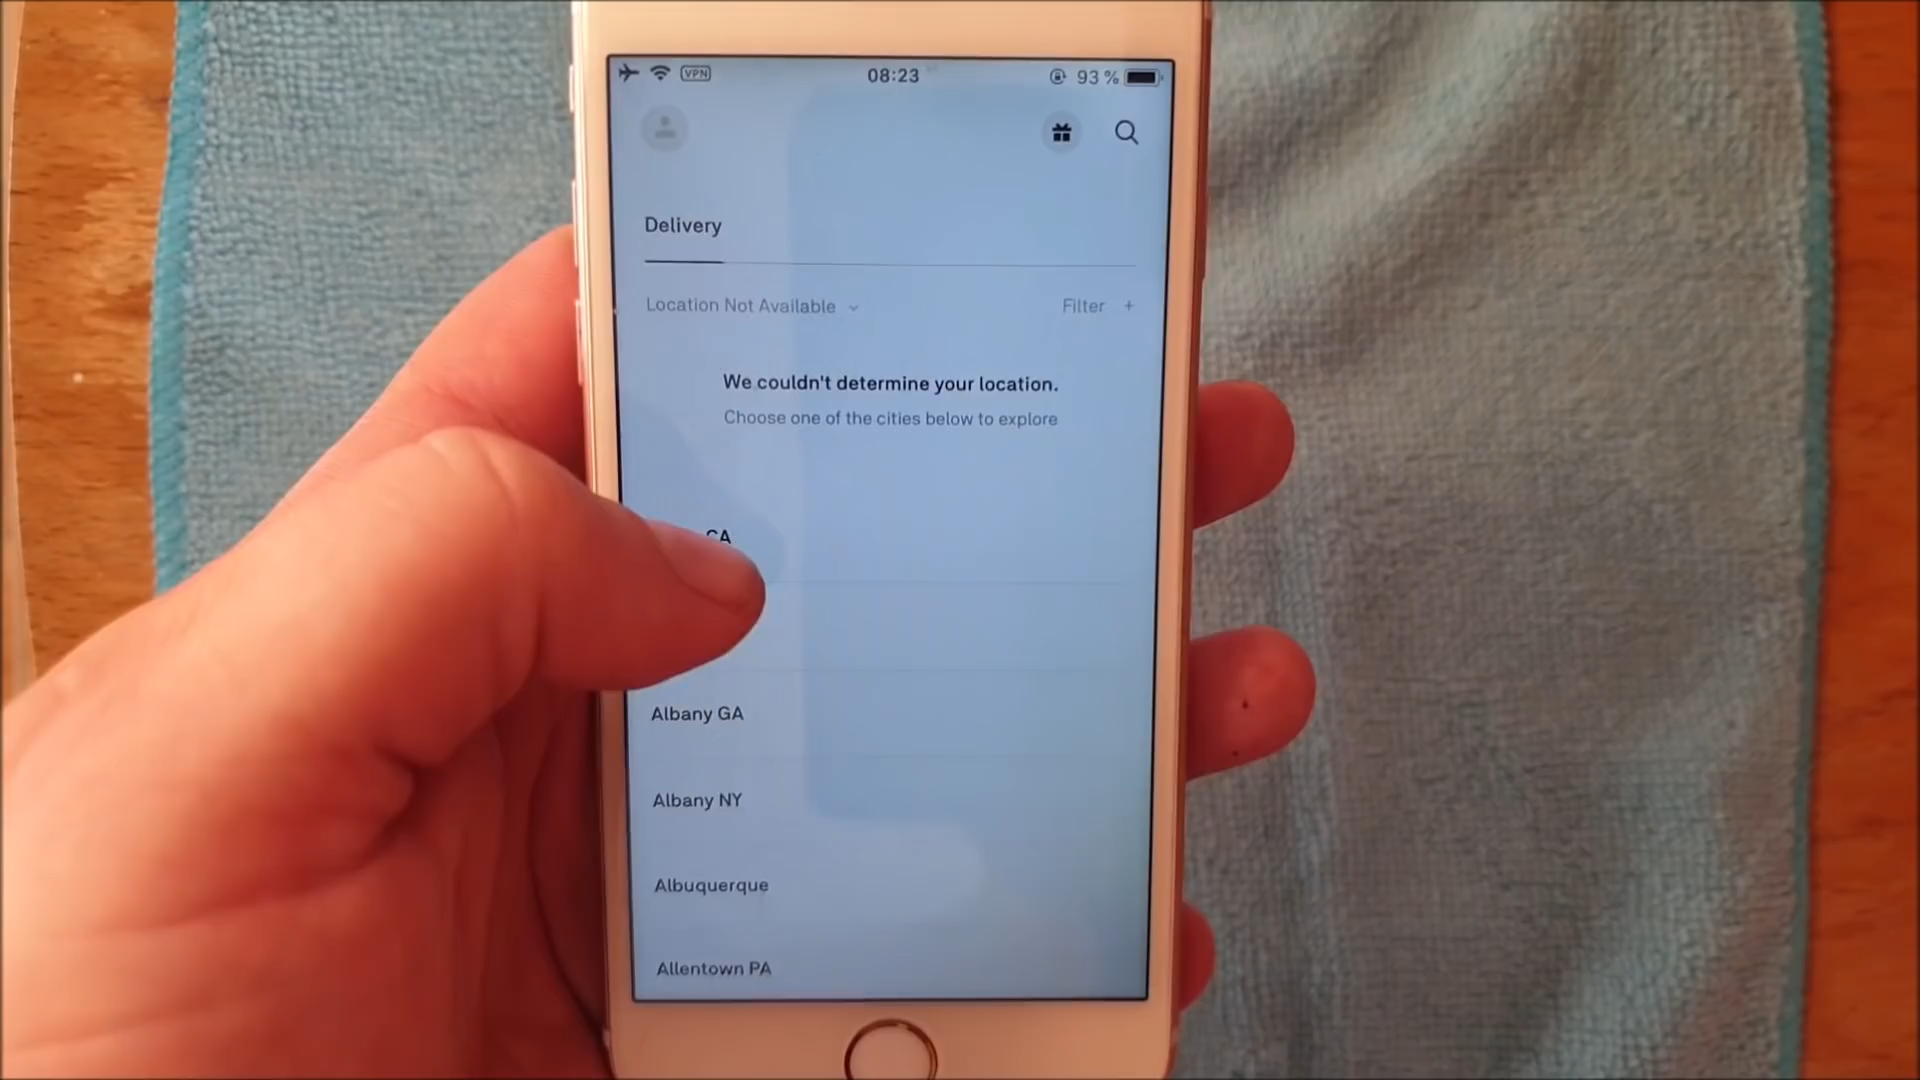 VPN 08:23 93 %
Delivery
Location Not Available Filter +
We couldn't determine your location.
Choose one of the cities below to explore
CA
Albany GA
Albany NY
Albuquerque
Allentown PA